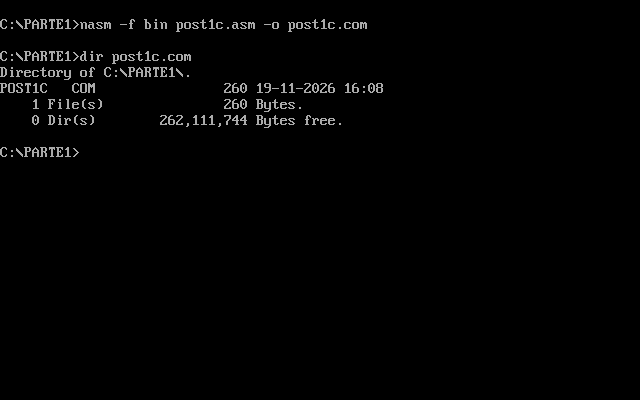 C:\PARTE1>nasm -f bin post1c.asm -o post1c.com
C:\PARTE1>dir post1c.com
Directory of C:\PARTE1\.
POST1C   COM                260 19-11-2026 16:08
    1 File(s)               260 Bytes.
    0 Dir(s)        262,111,744 Bytes free.
C:\PARTE1>